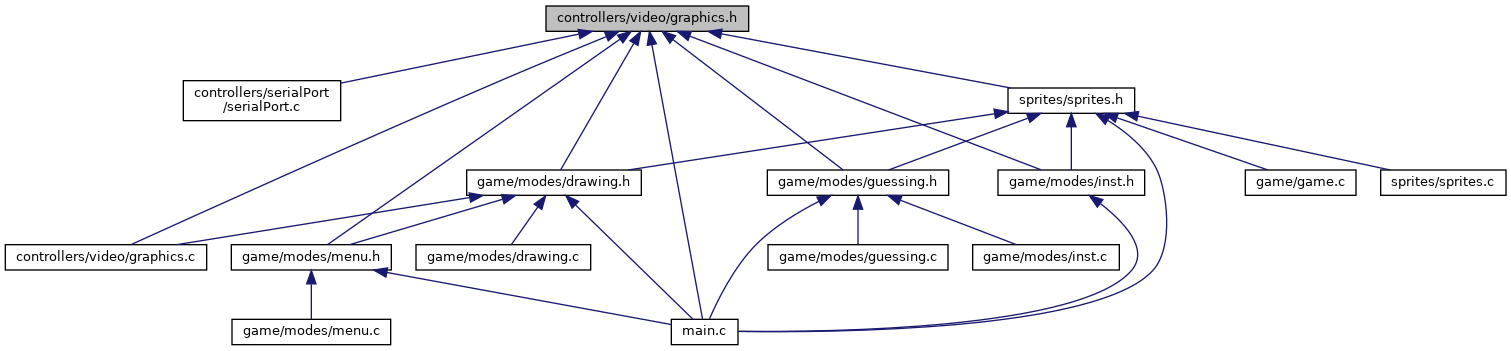 controllers/video/graphics.h
controllers/serialPort
/serialPort.c
sprites/sprites.h
game/modes/drawing.h
game/modes/guessing.h
game/modes/inst.h
game/game.c
sprites/sprites.c
controllers/video/graphics.c
game/modes/menu.h
game/modes/drawing.c
game/modes/guessing.c
game/modes/inst.c
game/modes/menu.c
main.c